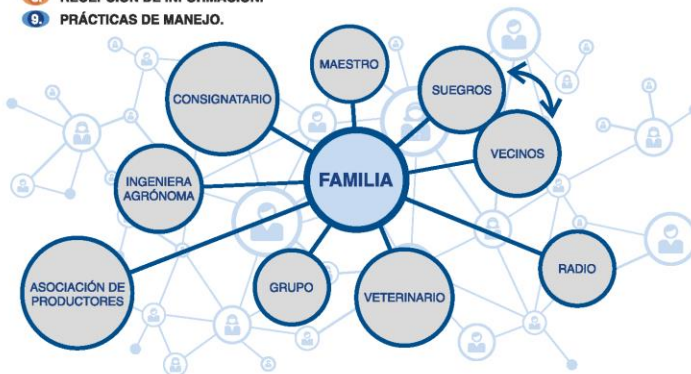 9. PRÁCTICAS DE MANEJO.
MAESTRO
CONSIGNATARIO
SUEGROS
VECINOS
INGENIERA
AGRÓNOMA
FAMILIA
ASOCIACIÓN DE
PRODUCTORES
GRUPO
VETERINARIO
RADIO